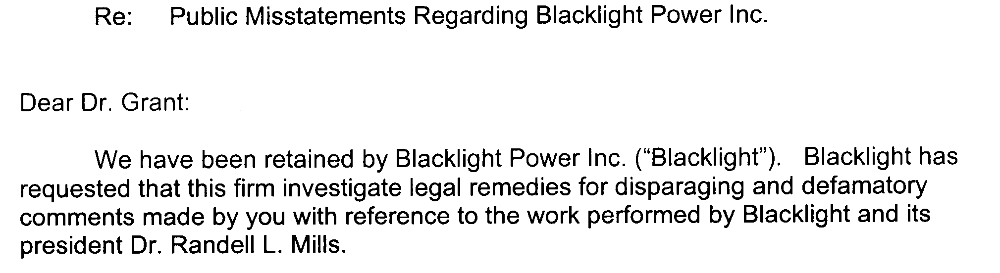 Re: Public Misstatements Regarding Blacklight Power Inc.
Dear Dr. Grant:
We have been retained by Blacklight Power Inc. (“Blacklight”). Blacklight has
requested that this firm investigate legal remedies for disparaging and defamatory
comments made by you with reference to the work performed by Blacklight and its
president Dr. Randell L. Mills.